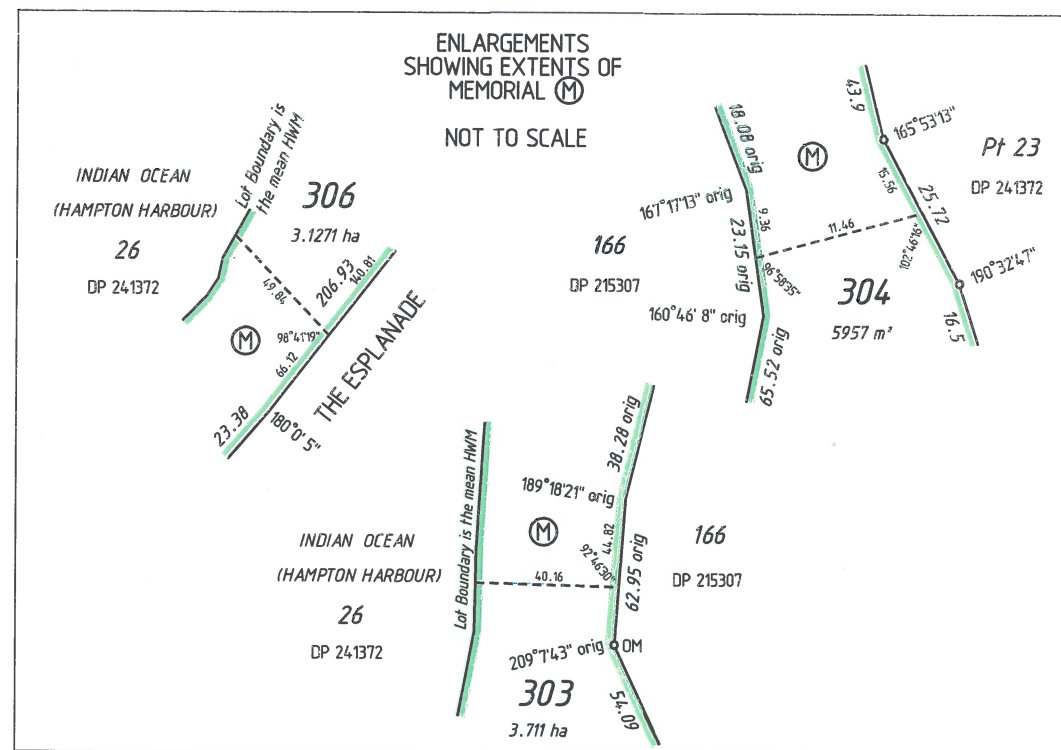 ENLARGEMENTS
SHOWING EXTENTS OF
MEMORIAL Ⓜ
NOT TO SCALE
INDIAN OCEAN
(HAMPTON HARBOUR)
26
DP 241372
Lot Boundary is
the mean HWM
306
3.1271 ha
49.84
206.93
140.81
98°41'19"
66.12
Ⓜ
23.38
180°0' 5"
THE ESPLANADE
18.08 orig
167°17'13" orig
9.36
23.15 orig
166
DP 215307
160°46' 8" orig
96°58'35"
65.52 orig
Ⓜ
11.46
43.9
165°53'13"
15.56
25.72
102°46'16"
190°32'47"
16.5
Pt 23
DP 241372
304
5957 m²
INDIAN OCEAN
(HAMPTON HARBOUR)
26
DP 241372
Lot Boundary is the mean HWM
38.28 orig
189°18'21" orig
Ⓜ
44.82
92°46'30"
40.16
62.95 orig
166
DP 215307
209°7'43" orig
OM
303
3.711 ha
54.09